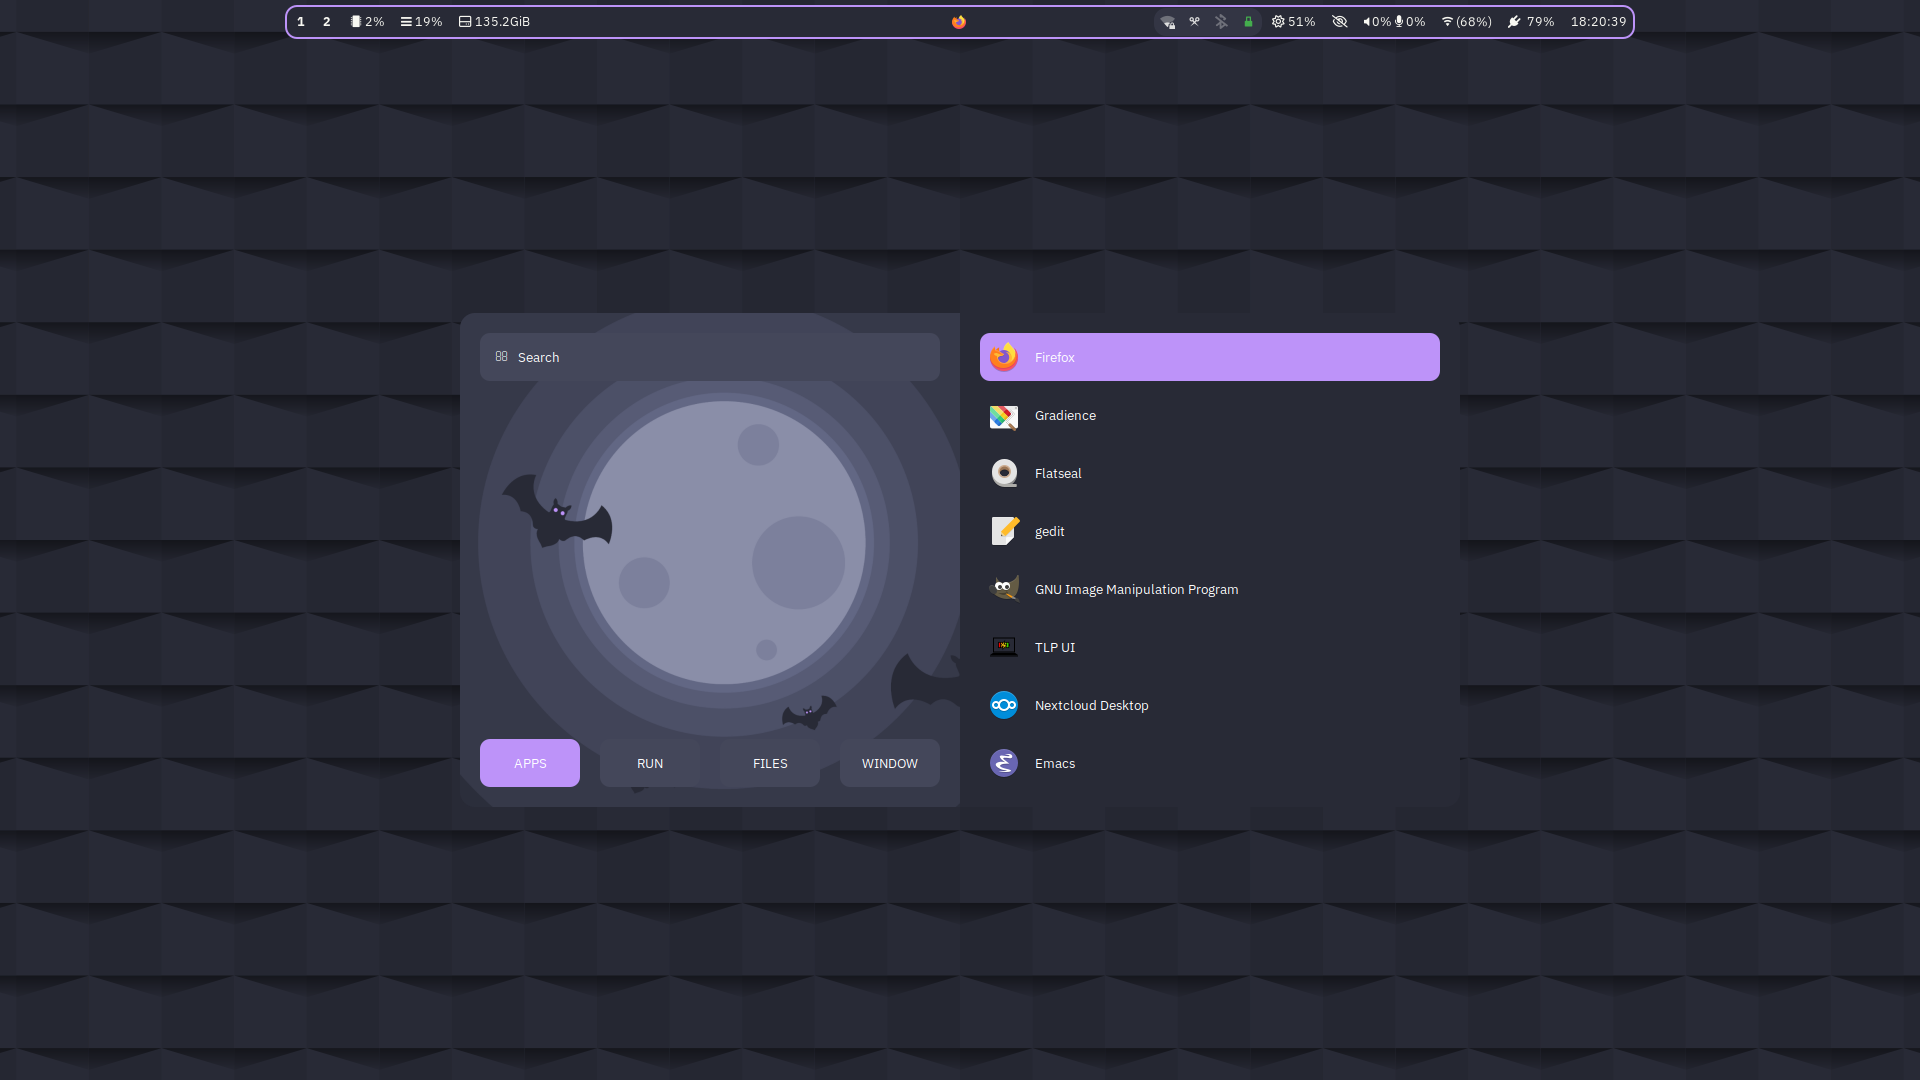 1 2 2% 19% 135.2GiB 51% 0% 0% (68%) 79% 18:20:39
Search
APPS RUN FILES WINDOW
Firefox
Gradience
Flatseal
gedit
GNU Image Manipulation Program
TLP UI
Nextcloud Desktop
Emacs